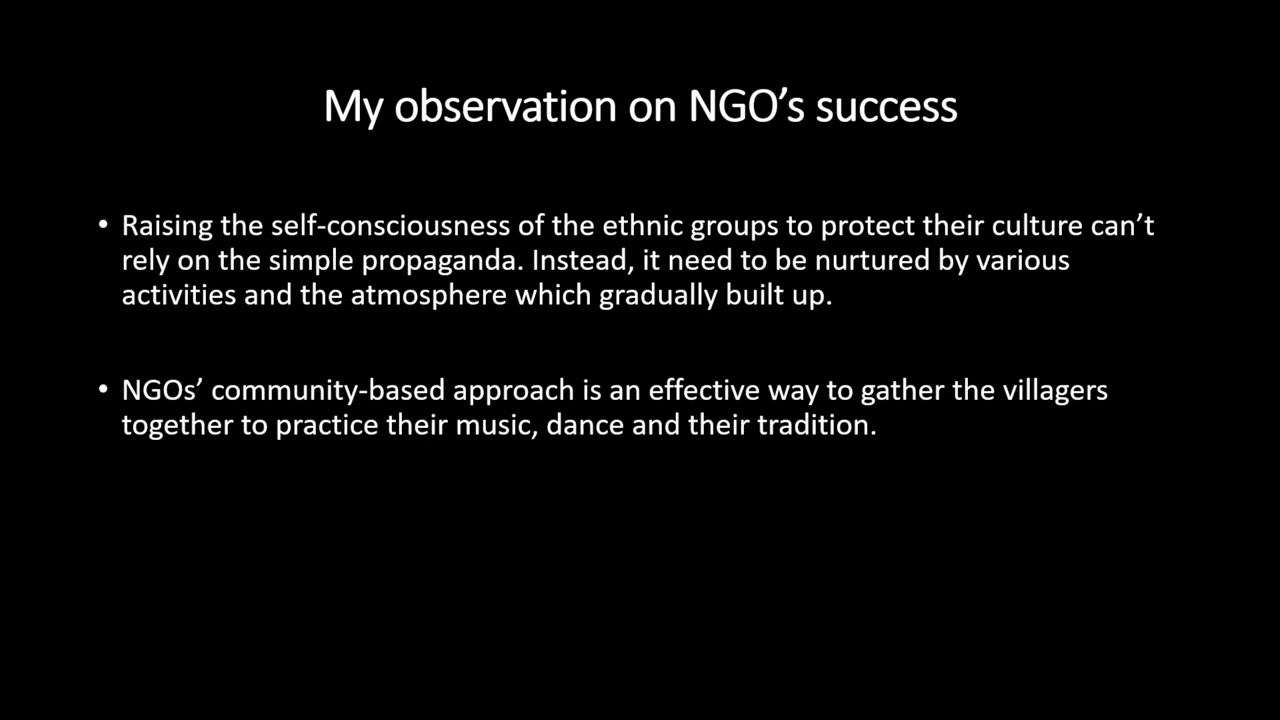 My observation on NGO’s success
• Raising the self-consciousness of the ethnic groups to protect their culture can’t
rely on the simple propaganda. Instead, it need to be nurtured by various
activities and the atmosphere which gradually built up.
• NGOs’ community-based approach is an effective way to gather the villagers
together to practice their music, dance and their tradition.